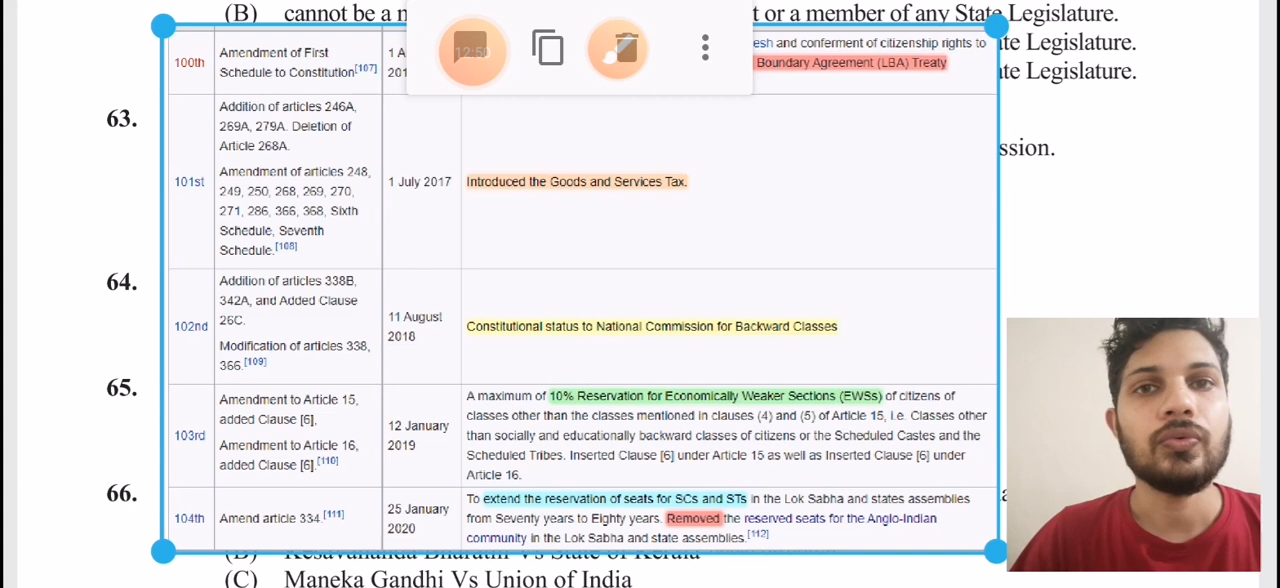 (B) cannot be a m t or a member of any State Legislature.
te Legislature.
te Legislature.
ssion.
12:50
100th
Amendment of First
Schedule to Constitution[107]
1 A
201
esh and conferment of citizenship rights to
Boundary Agreement (LBA) Treaty
63.
101st
Addition of articles 246A,
269A, 279A. Deletion of
Article 268A.
Amendment of articles 248,
249, 250, 268, 269, 270,
271, 286, 366, 368, Sixth
Schedule, Seventh
Schedule.[108]
1 July 2017
Introduced the Goods and Services Tax.
64.
102nd
Addition of articles 338B,
342A, and Added Clause
26C.
Modification of articles 338,
366.[109]
11 August
2018
Constitutional status to National Commission for Backward Classes
65.
103rd
Amendment to Article 15,
added Clause [6],
Amendment to Article 16,
added Clause [6].[110]
12 January
2019
A maximum of 10% Reservation for Economically Weaker Sections (EWSs) of citizens of
classes other than the classes mentioned in clauses (4) and (5) of Article 15, i.e. Classes other
than socially and educationally backward classes of citizens or the Scheduled Castes and the
Scheduled Tribes. Inserted Clause [6] under Article 15 as well as Inserted Clause [6] under
Article 16.
66.
104th
Amend article 334.[111]
25 January
2020
To extend the reservation of seats for SCs and STs in the Lok Sabha and states assemblies
from Seventy years to Eighty years. Removed the reserved seats for the Anglo-Indian
community in the Lok Sabha and state assemblies.[112]
(B) Kesavananda Bharathi Vs State of Kerala
(C) Maneka Gandhi Vs Union of India